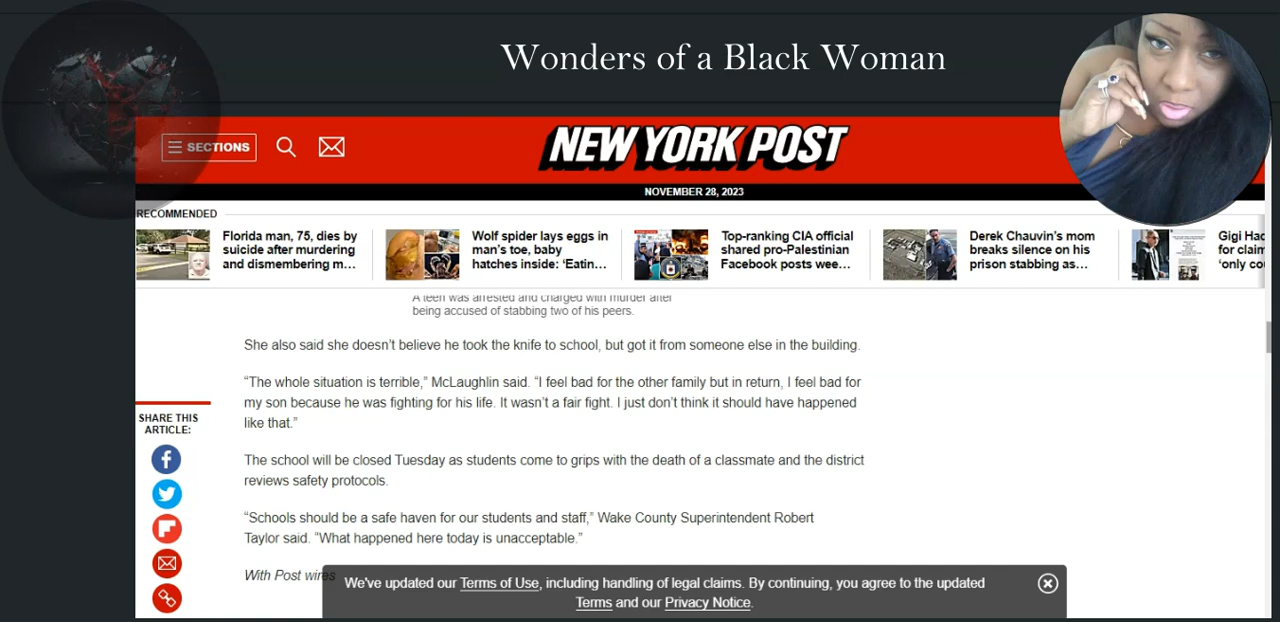 Wonders of a Black Woman
SECTIONS
NEW YORK POST
NOVEMBER 28, 2023
RECOMMENDED
Florida man, 75, dies by
suicide after murdering
and dismembering m...
Wolf spider lays eggs in
man's toe, baby
hatches inside: ‘Eatin...
Top-ranking CIA official
shared pro-Palestinian
Facebook posts wee...
Derek Chauvin’s mom
breaks silence on his
prison stabbing as...
Gigi Had
for claim
‘only co
A teen was arrested and charged with murder after
being accused of stabbing two of his peers.
She also said she doesn’t believe he took the knife to school, but got it from someone else in the building.
“The whole situation is terrible,” McLaughlin said. “I feel bad for the other family but in return, I feel bad for
my son because he was fighting for his life. It wasn’t a fair fight. I just don’t think it should have happened
like that.”
SHARE THIS
ARTICLE:
The school will be closed Tuesday as students come to grips with the death of a classmate and the district
reviews safety protocols.
“Schools should be a safe haven for our students and staff,” Wake County Superintendent Robert
Taylor said. “What happened here today is unacceptable.”
With Post wires
We've updated our Terms of Use, including handling of legal claims. By continuing, you agree to the updated
Terms and our Privacy Notice.